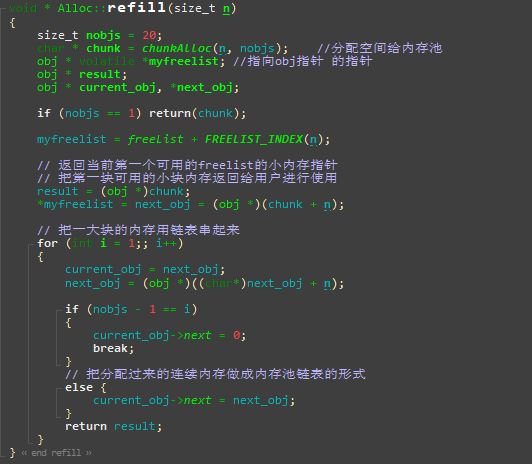 void * Alloc::refill(size_t n)
{
size_t nobjs = 20;
char * chunk = chunkAlloc(n, nobjs); //分配空间给内存池
obj * volatile *myfreelist; //指向obj指针 的指针
obj * result;
obj * current_obj, *next_obj;
if (nobjs == 1) return(chunk);
myfreelist = freeList + FREELIST_INDEX(n);
// 返回当前第一个可用的freelist的小内存指针
// 把第一块可用的小块内存返回给用户进行使用
result = (obj *)chunk;
*myfreelist = next_obj = (obj *)(chunk + n);
// 把一大块的内存用链表串起来
for (int i = 1;; i++)
{
current_obj = next_obj;
next_obj = (obj *)((char*)next_obj + n);
if (nobjs - 1 == i)
{
current_obj->next = 0;
break;
}
// 把分配过来的连续内存做成内存池链表的形式
else {
current_obj->next = next_obj;
}
return result;
}
} « end refill »